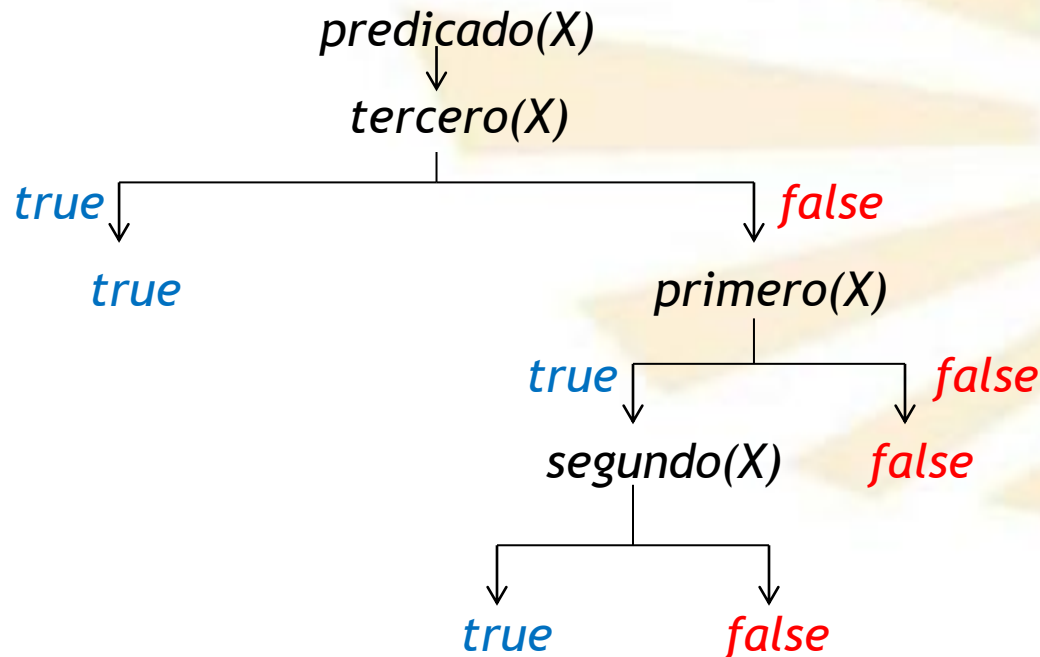 predicado(X)
tercero(X)
true false
true primero(X)
true false
segundo(X) false
true false